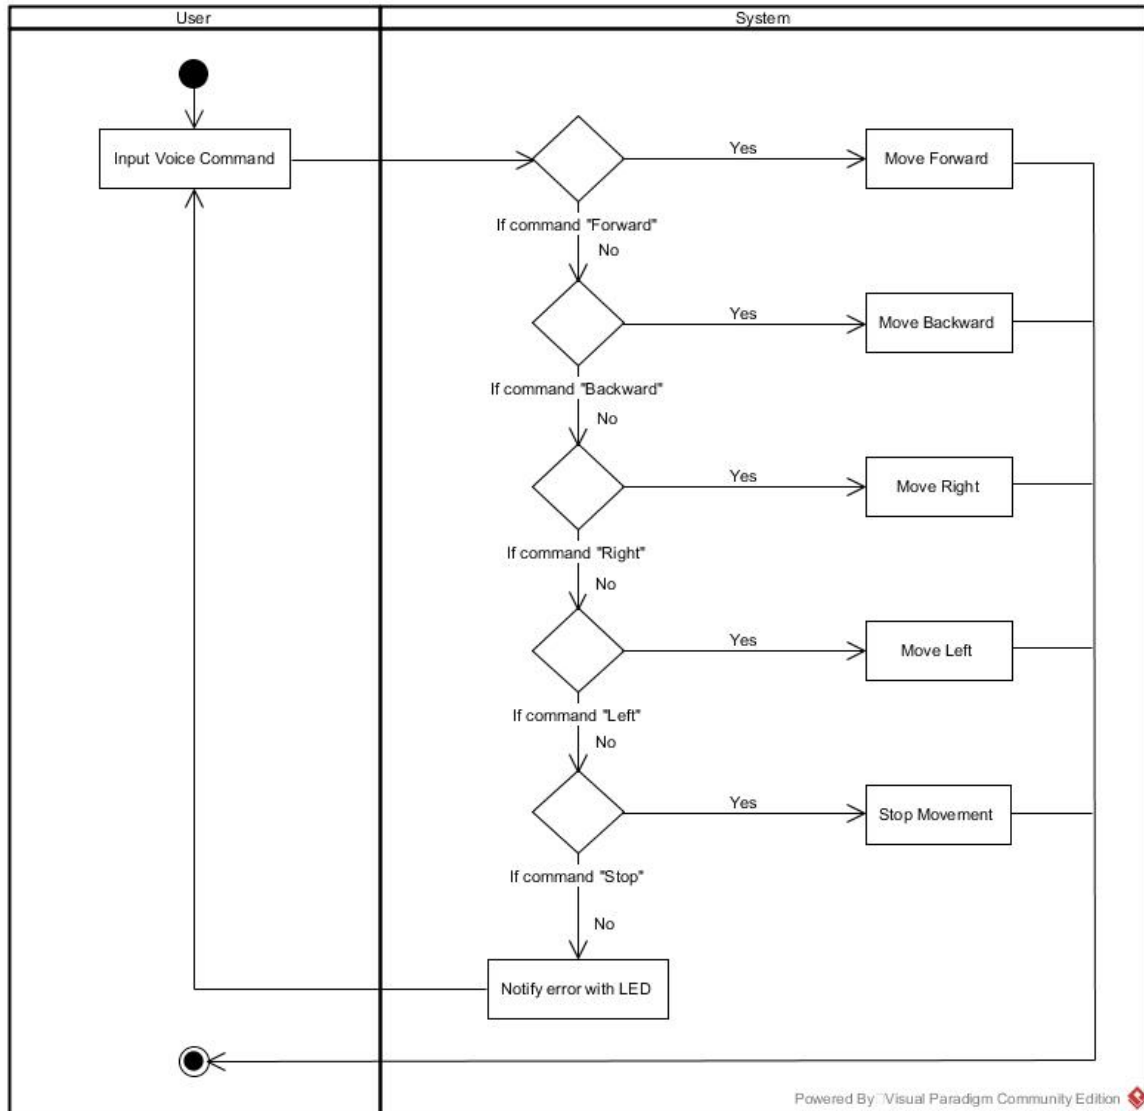 User
System
Input Voice Command
Yes
Move Forward
If command "Forward"
No
Yes
Move Backward
If command "Backward"
No
Yes
Move Right
If command "Right"
No
Yes
Move Left
If command "Left"
No
Yes
Stop Movement
If command "Stop"
No
Notify error with LED
Powered By Visual Paradigm Community Edition